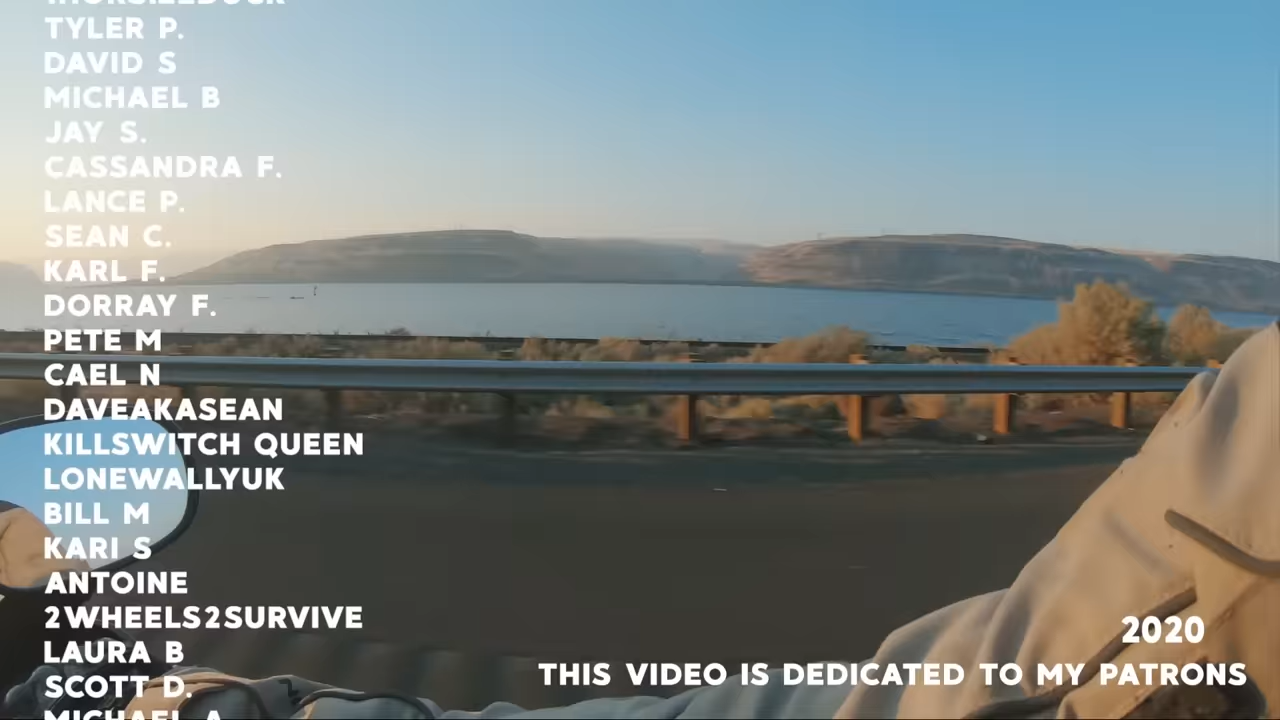 TYLER P.
DAVID S
MICHAEL B
JAY S.
CASSANDRA F.
LANCE P.
SEAN C.
KARL F.
DORRAY F.
PETE M
CAEL N
DAVEAKASEAN
KILLSWITCH QUEEN
LONEWALLYUK
BILL M
KARI S
ANTOINE
2WHEELS2SURVIVE
LAURA B
SCOTT D.
MICHAEL A
2020
THIS VIDEO IS DEDICATED TO MY PATRONS